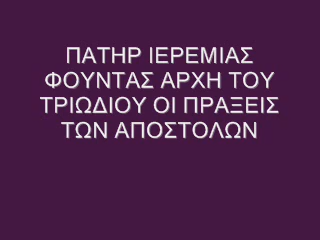 ΠΑΤΗΡ ΙΕΡΕΜΙΑΣ
ΦΟΥΝΤΑΣ ΑΡΧΗ ΤΟΥ
ΤΡΙΩΔΙΟΥ ΟΙ ΠΡΑΞΕΙΣ
ΤΩΝ ΑΠΟΣΤΟΛΩΝ